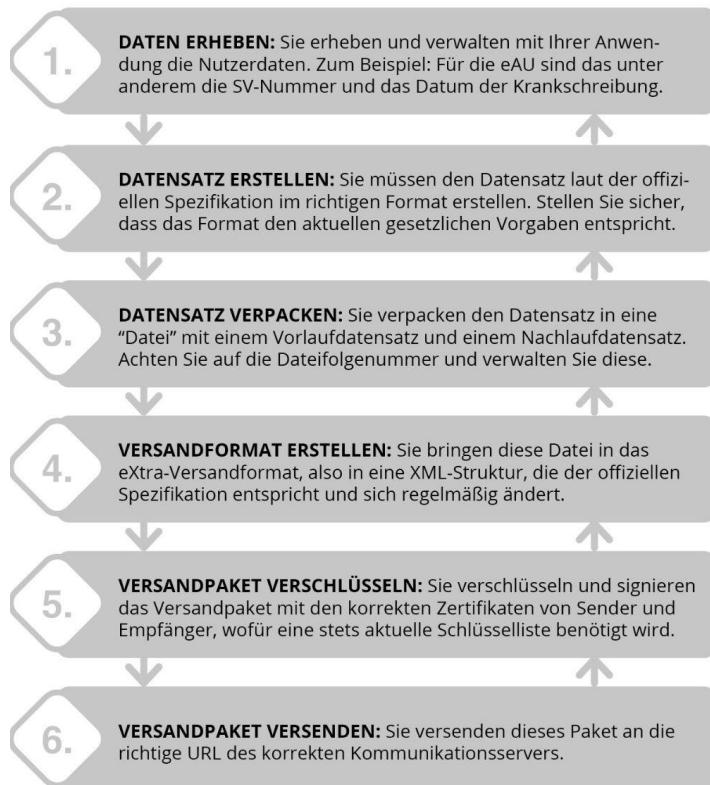 1.
DATEN ERHEBEN: Sie erheben und verwalten mit Ihrer Anwen-
dung die Nutzerdaten. Zum Beispiel: Für die eAU sind das unter
anderem die SV-Nummer und das Datum der Krankschreibung.
2.
DATENSATZ ERSTELLEN: Sie müssen den Datensatz laut der offizi-
ellen Spezifikation im richtigen Format erstellen. Stellen Sie sicher,
dass das Format den aktuellen gesetzlichen Vorgaben entspricht.
3.
DATENSATZ VERPACKEN: Sie verpacken den Datensatz in eine
“Datei” mit einem Vorlaufdatensatz und einem Nachlaufdatensatz.
Achten Sie auf die Dateifolgenummer und verwalten Sie diese.
4.
VERSANDFORMAT ERSTELLEN: Sie bringen diese Datei in das
eXtra-Versandformat, also in eine XML-Struktur, die der offiziellen
Spezifikation entspricht und sich regelmäßig ändert.
5.
VERSANDPAKET VERSCHLÜSSELN: Sie verschlüsseln und signieren
das Versandpaket mit den korrekten Zertifikaten von Sender und
Empfänger, wofür eine stets aktuelle Schlüsselliste benötigt wird.
6.
VERSANDPAKET VERSENDEN: Sie versenden dieses Paket an die
richtige URL des korrekten Kommunikationsservers.